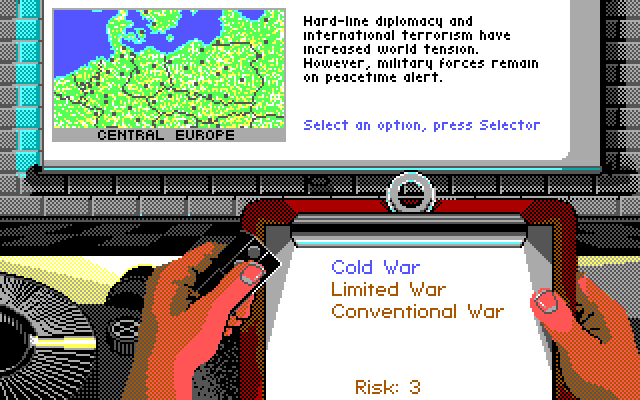 Hard-line diplomacy and
international terrorism have
increased world tension.
However, military forces remain
on peacetime alert.
Select an option, press Selector
CENTRAL EUROPE
Cold War
Limited War
Conventional War
Risk: 3